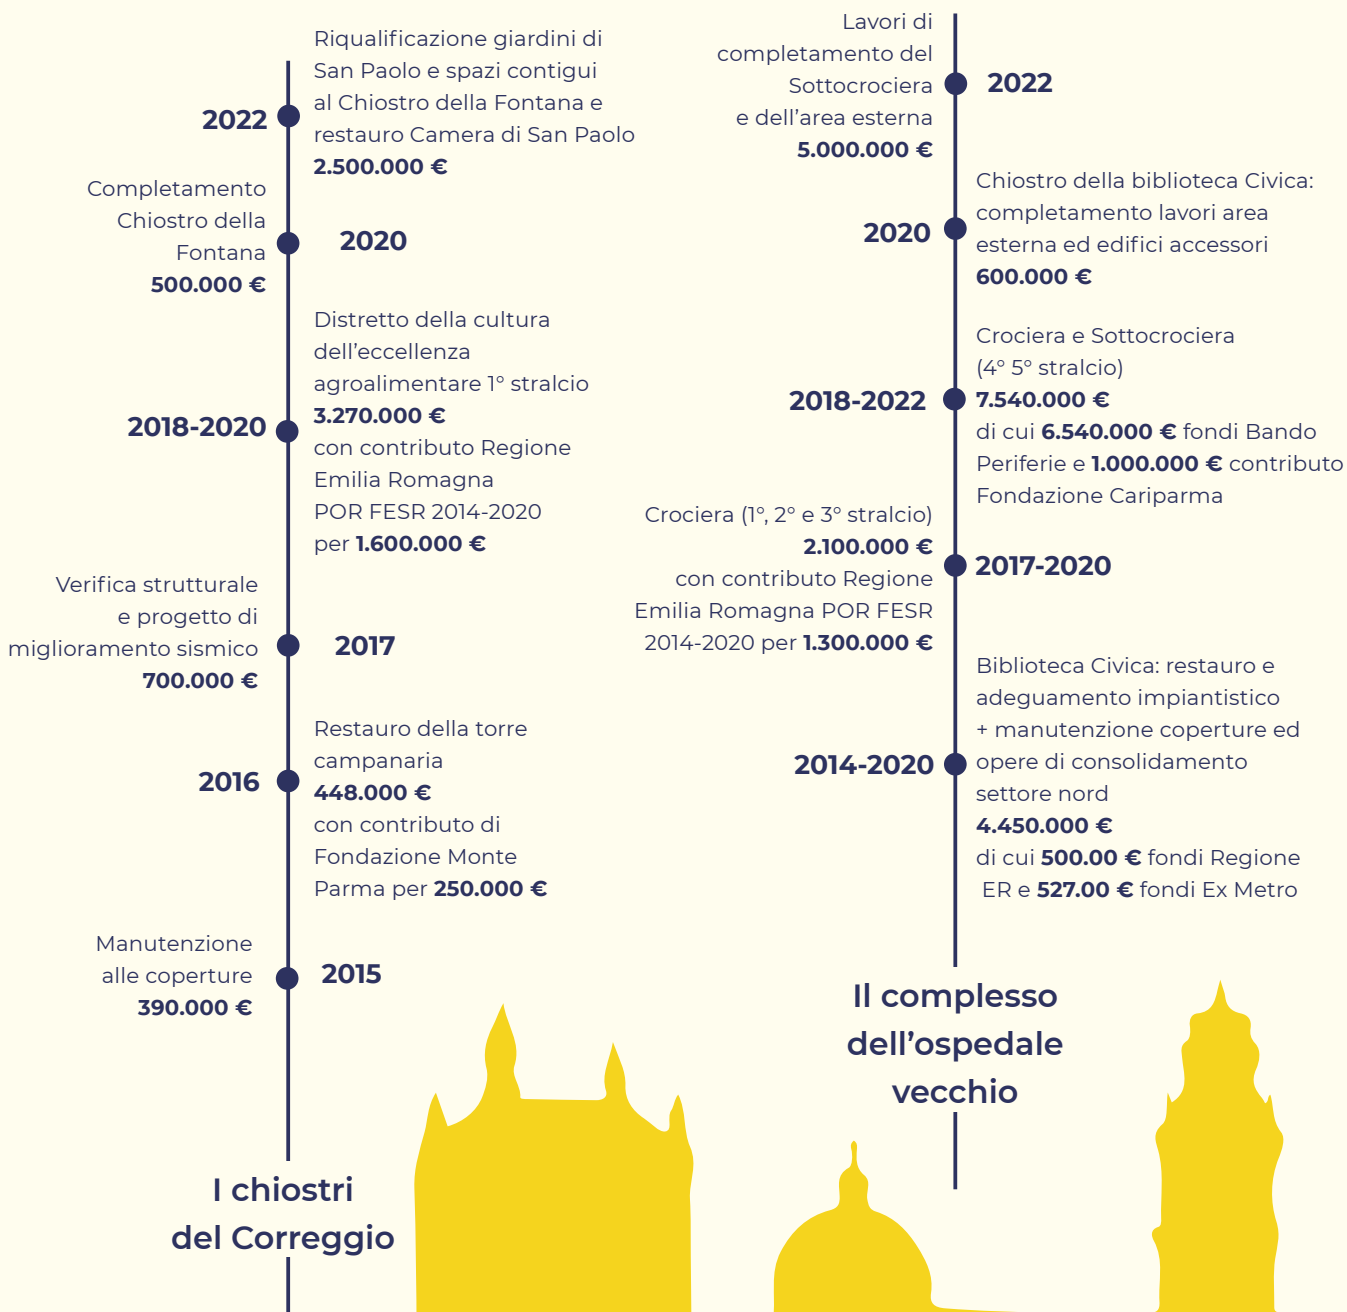 Riqualificazione giardini di
San Paolo e spazi contigui
al Chiostro della Fontana e
restauro Camera di San Paolo
2.500.000 €
2022
Completamento
Chiostro della
Fontana
500.000 €
2020
Distretto della cultura
dell’eccellenza
agroalimentare 1° stralcio
3.270.000 €
con contributo Regione
Emilia Romagna
POR FESR 2014-2020
per 1.600.000 €
2018-2020
Verifica strutturale
e progetto di
miglioramento sismico
700.000 €
2017
Restauro della torre
campanaria
448.000 €
con contributo di
Fondazione Monte
Parma per 250.000 €
2016
Manutenzione
alle coperture
390.000 €
2015
I chiostri
del Correggio
Lavori di
completamento del
Sottocrociera
e dell’area esterna
5.000.000 €
2022
Chiostro della biblioteca Civica:
completamento lavori area
esterna ed edifici accessori
600.000 €
2020
Crociera e Sottocrociera
(4° 5° stralcio)
7.540.000 €
di cui 6.540.000 € fondi Bando
Periferie e 1.000.000 € contributo
Fondazione Cariparma
2018-2022
Crociera (1°, 2° e 3° stralcio)
2.100.000 €
con contributo Regione
Emilia Romagna POR FESR
2014-2020 per 1.300.000 €
2017-2020
Biblioteca Civica: restauro e
adeguamento impiantistico
+ manutenzione coperture ed
opere di consolidamento
settore nord
4.450.000 €
di cui 500.00 € fondi Regione
ER e 527.00 € fondi Ex Metro
2014-2020
Il complesso
dell’ospedale
vecchio